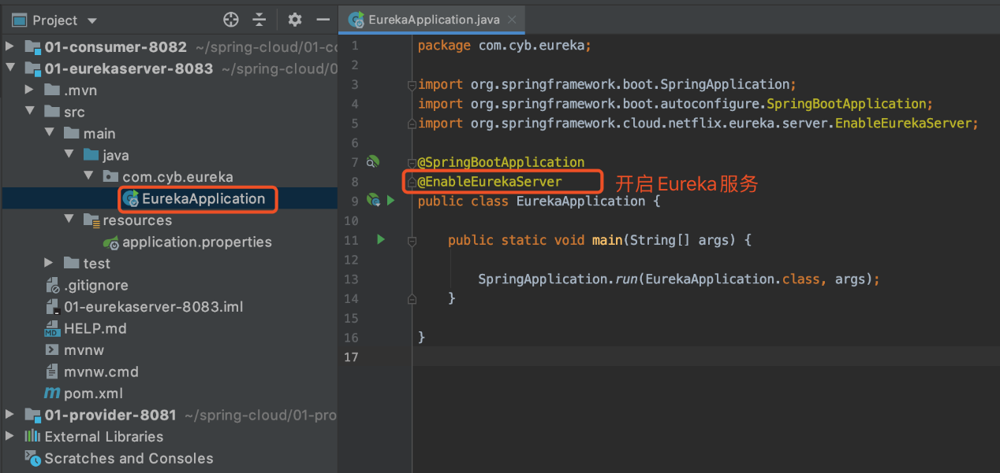 Project
01-consumer-8082 ~/spring-cloud/01-co
01-eurekaserver-8083 ~/spring-cloud/0
.mvn
src
main
java
com.cyb.eureka
EurekaApplication
resources
application.properties
test
.gitignore
01-eurekaserver-8083.iml
HELP.md
mvnw
mvnw.cmd
pom.xml
01-provider-8081 ~/spring-cloud/01-pro
External Libraries
Scratches and Consoles
EurekaApplication.java
1 package com.cyb.eureka;
2
3 import org.springframework.boot.SpringApplication;
4 import org.springframework.boot.autoconfigure.SpringBootApplication;
5 import org.springframework.cloud.netflix.eureka.server.EnableEurekaServer;
6
7 @SpringBootApplication
8 @EnableEurekaServer 开启Eureka服务
9 public class EurekaApplication {
10
11 public static void main(String[] args) {
12
13 SpringApplication.run(EurekaApplication.class, args);
14 }
15
16 }
17